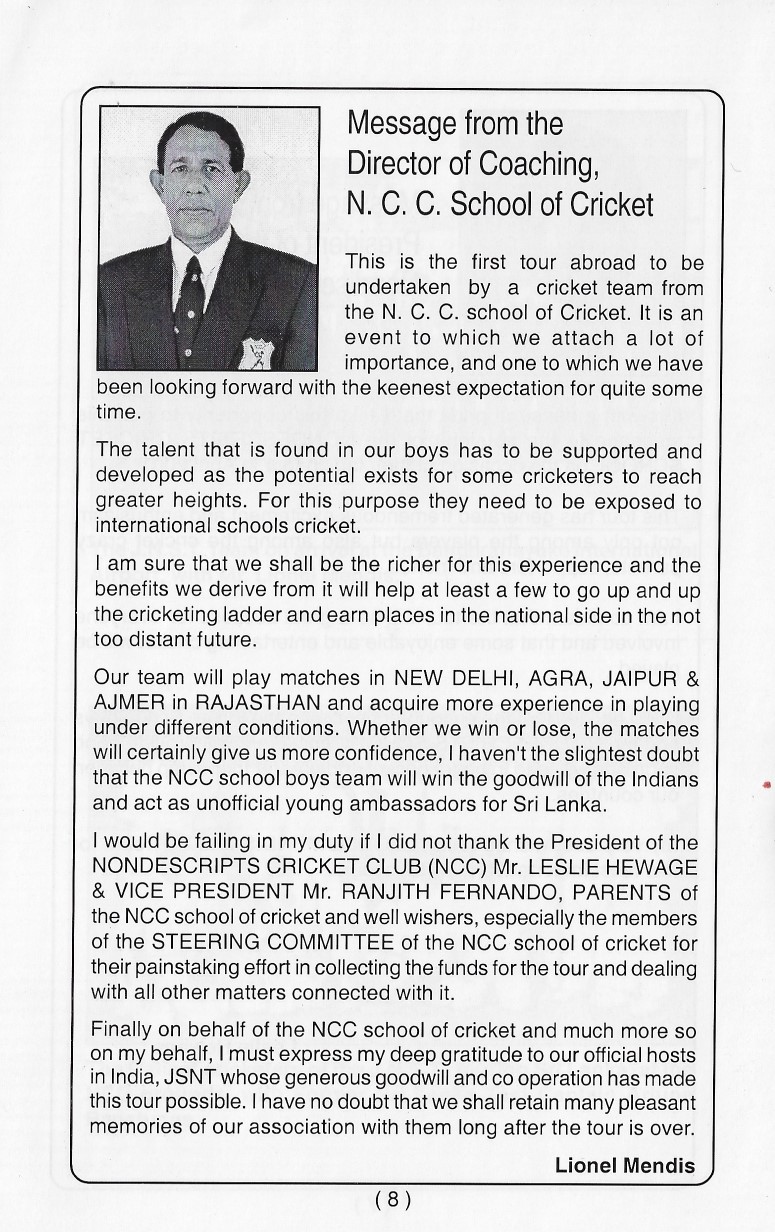 Message from the
Director of Coaching,
N. C. C. School of Cricket
This is the first tour abroad to be
undertaken by a cricket team from
the N. C. C. school of Cricket. It is an
event to which we attach a lot of
importance, and one to which we have
been looking forward with the keenest expectation for quite some
time.
The talent that is found in our boys has to be supported and
developed as the potential exists for some cricketers to reach
greater heights. For this purpose they need to be exposed to
international schools cricket.
I am sure that we shall be the richer for this experience and the
benefits we derive from it will help at least a few to go up and up
the cricketing ladder and earn places in the national side in the not
too distant future.
Our team will play matches in NEW DELHI, AGRA, JAIPUR &
AJMER in RAJASTHAN and acquire more experience in playing
under different conditions. Whether we win or lose, the matches
will certainly give us more confidence, I haven't the slightest doubt
that the NCC school boys team will win the goodwill of the Indians
and act as unofficial young ambassadors for Sri Lanka.
I would be failing in my duty if I did not thank the President of the
NONDESCRIPTS CRICKET CLUB (NCC) Mr. LESLIE HEWAGE
& VICE PRESIDENT Mr. RANJITH FERNANDO, PARENTS of
the NCC school of cricket and well wishers, especially the members
of the STEERING COMMITTEE of the NCC school of cricket for
their painstaking effort in collecting the funds for the tour and dealing
with all other matters connected with it.
Finally on behalf of the NCC school of cricket and much more so
on my behalf, I must express my deep gratitude to our official hosts
in India, JSNT whose generous goodwill and co operation has made
this tour possible. I have no doubt that we shall retain many pleasant
memories of our association with them long after the tour is over.
Lionel Mendis
( 8 )